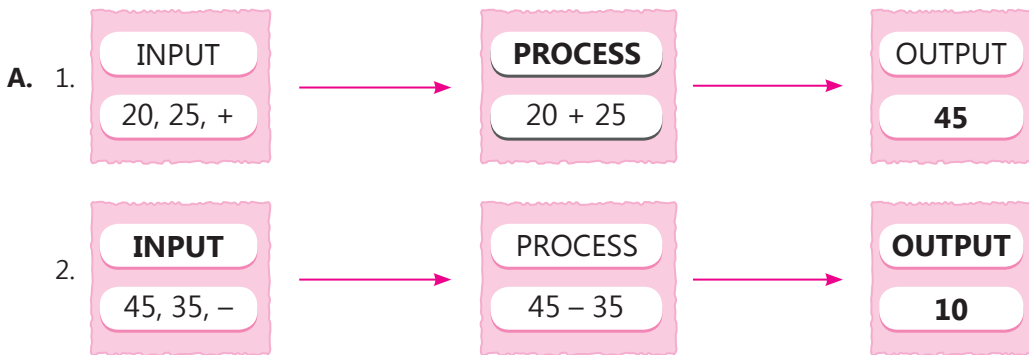 INPUT PROCESS OUTPUT
A. 1.
20, 25, + 20 + 25 45
INPUT PROCESS OUTPUT
2.
45, 35, – 45 – 35 10